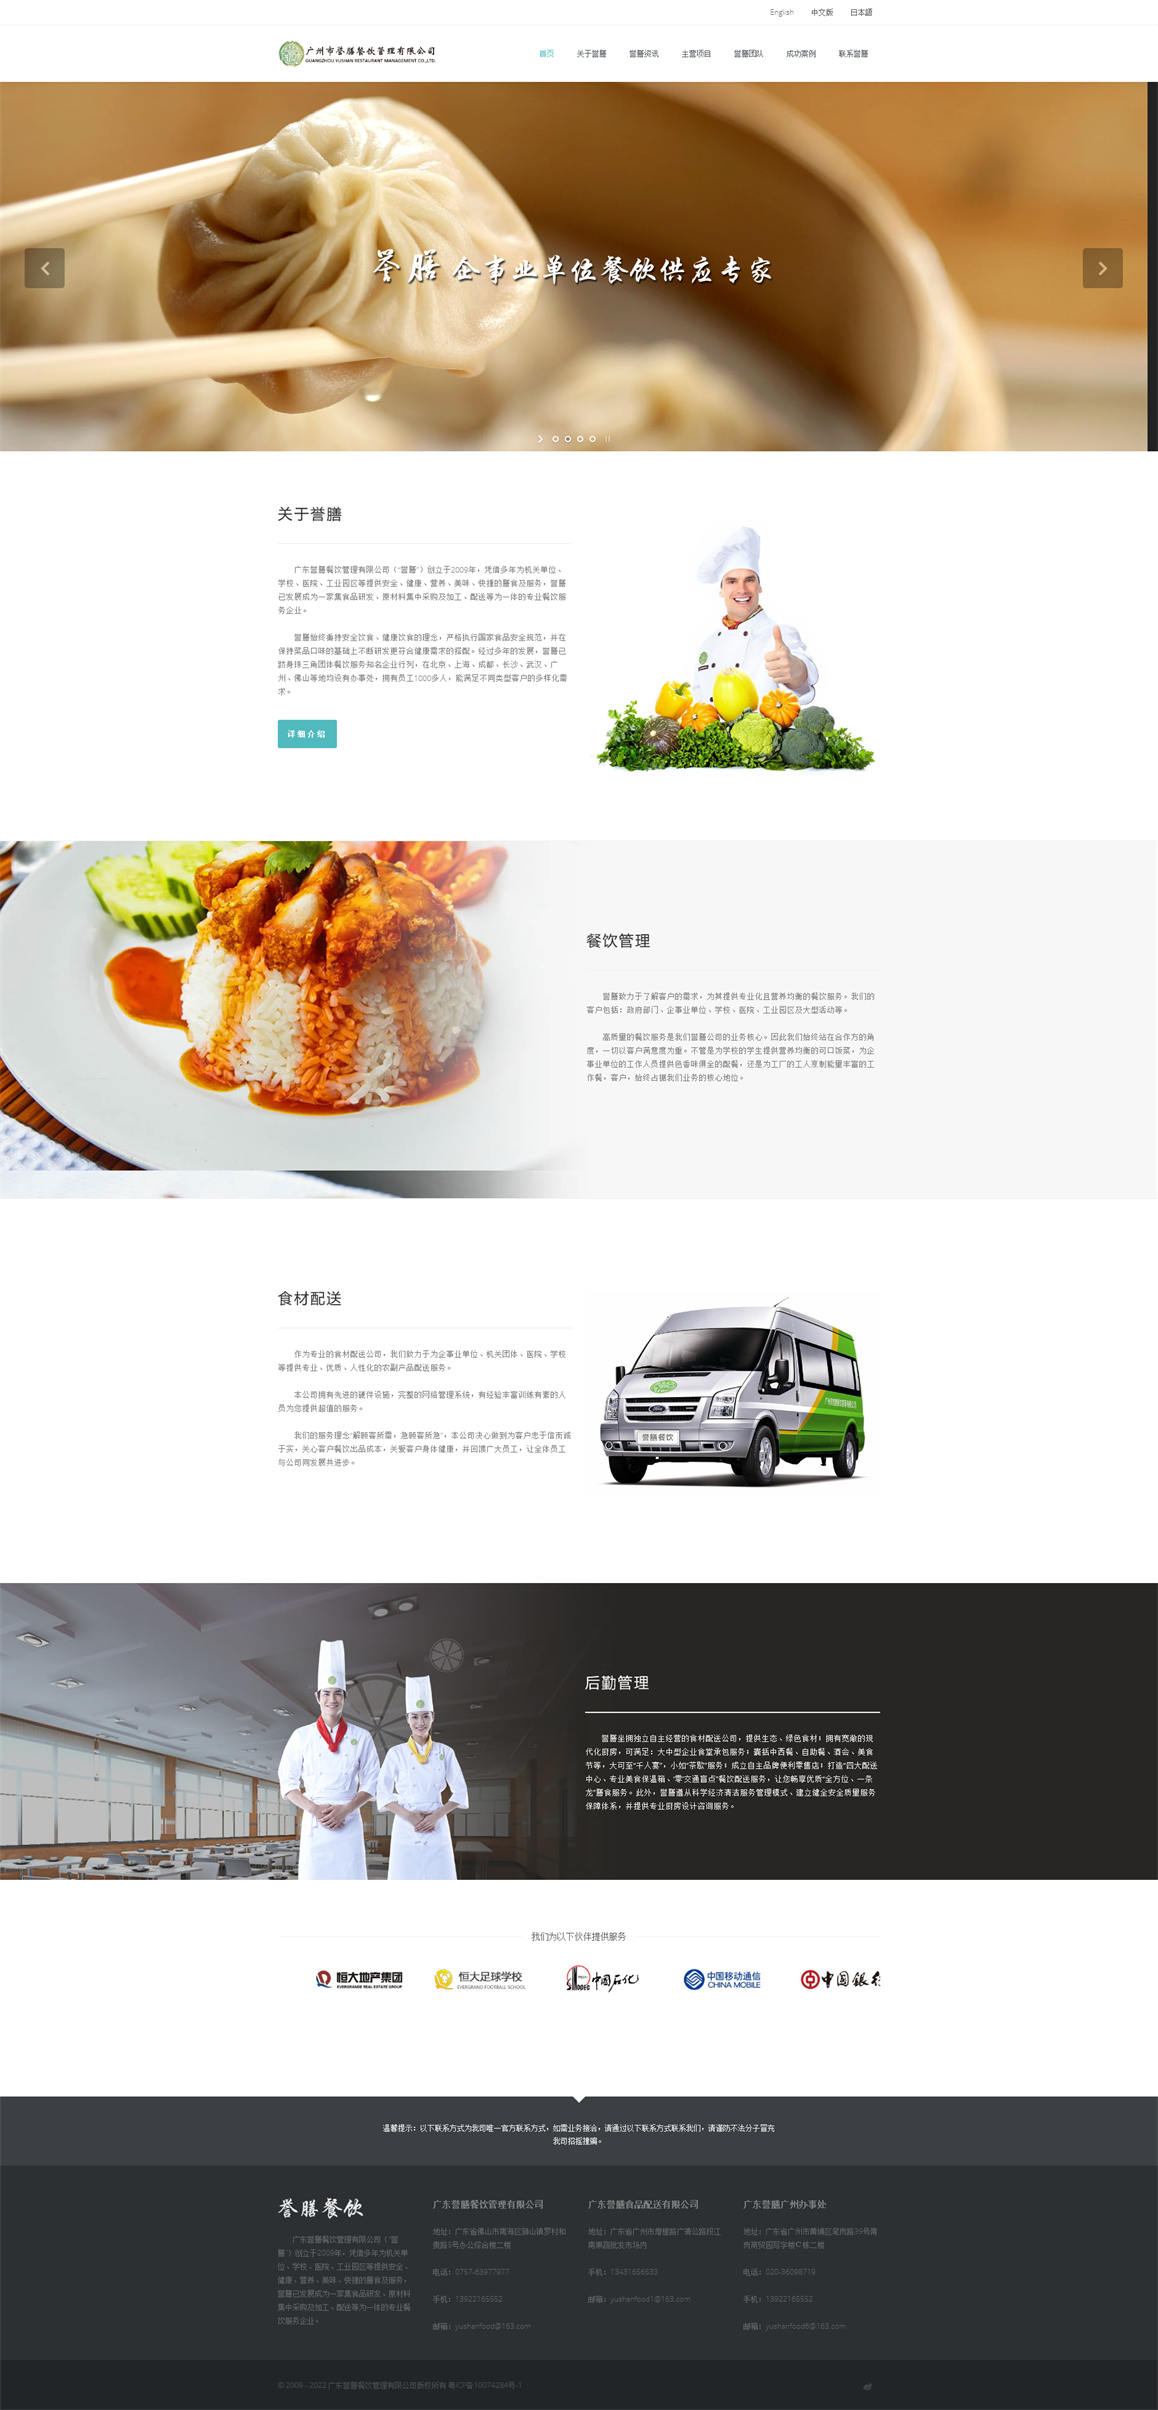 English 中文版 日本語
广州市誉膳餐饮管理有限公司
GUANGZHOU YUSHAN RESTAURANT MANAGEMENT CO.,LTD.
首页 关于誉膳 誉膳资讯 主营项目 誉膳团队 成功案例 联系誉膳
誉膳 企事业单位餐饮供应专家
关于誉膳
广东誉膳餐饮管理有限公司（“誉膳”）创立于2009年，凭借多年为机关单位、
学校、医院、工业园区等提供安全、健康、营养、美味、快捷的膳食及服务，誉膳
已发展成为一家集食品研发、原材料集中采购及加工、配送等为一体的专业餐饮服
务企业。
誉膳始终秉持安全饮食、健康饮食的理念，严格执行国家食品安全规范，并在
保持菜品口味的基础上不断研发更符合健康需求的搭配。经过多年的发展，誉膳已
跻身珠三角团体餐饮服务知名企业行列，在北京、上海、成都、长沙、武汉、广
州、佛山等地均设有办事处，拥有员工1000多人，能满足不同类型客户的多样化需
求。
详细介绍
餐饮管理
誉膳致力于了解客户的需求，为其提供专业化且营养均衡的餐饮服务。我们的
客户包括：政府部门、企事业单位、学校、医院、工业园区及大型活动等。
高质量的餐饮服务是我们誉膳公司的业务核心。因此我们始终站在合作方的角
度，一切以客户满意度为重。不管是为学校的学生提供营养均衡的可口饭菜，为企
事业单位的工作人员提供色香味俱全的配餐，还是为工厂的工人烹制能量丰富的工
作餐，客户，始终占据我们业务的核心地位。
食材配送
作为专业的食材配送公司，我们致力于为企事业单位、机关团体、医院、学校
等提供专业、优质、人性化的农副产品配送服务。
本公司拥有先进的硬件设施，完整的网络管理系统，有经验丰富训练有素的人
员为您提供超值的服务。
我们的服务理念“解顾客所需，急顾客所急”，本公司决心做到为客户忠于信而诚
于买，关心客户餐饮出品成本，关爱客户身体健康，并回馈广大员工，让全体员工
与公司同发展共进步。
誉膳餐饮
后勤管理
誉膳坐拥独立自主经营的食材配送公司，提供生态、绿色食材！拥有宽敞的现
代化厨房，可满足：大中型企业食堂承包服务！囊括中西餐、自助餐、酒会、美食
节等，大可至“千人宴”，小如“茶歇”服务！成立自主品牌便利零售店！打造“四大配送
中心、专业美食保温箱、‘零’交通盲点”餐饮配送服务，让您畅享优质“全方位、一条
龙”膳食服务。此外，誉膳遵从科学经济清洁服务管理模式、建立健全安全质量服务
保障体系，并提供专业厨房设计咨询服务。
我们为以下伙伴提供服务
恒大地产集团
EVERGRANDE REAL ESTATE GROUP
恒大足球学校
EVERGRAND FOOTBALL SCHOOL
SINOPEC 中国石化
中国移动通信
CHINA MOBILE
中国银行
温馨提示：以下联系方式为我司唯一官方联系方式，如需业务接洽，请通过以下联系方式联系我们，请谨防不法分子冒充
我司招摇撞骗。
誉膳餐饮
广东誉膳餐饮管理有限公司（“誉
膳”）创立于2009年，凭借多年为机关单
位、学校、医院、工业园区等提供安全、
健康、营养、美味、快捷的膳食及服务，
誉膳已发展成为一家集食品研发、原材料
集中采购及加工、配送等为一体的专业餐
饮服务企业。
广东誉膳餐饮管理有限公司
地址：广东省佛山市南海区狮山镇罗村和
贵路5号办公综合楼二楼
电话：0757-63977977
手机：13922165552
邮箱：yushanfood@163.com
广东誉膳食品配送有限公司
地址：广东省广州市增槎路广清公路段江
南果蔬批发市场内
手机：13431656533
邮箱：yushanfood1@163.com
广东誉膳广州办事处
地址：广东省广州市黄埔区尾岗路39号南
岗商贸园写字楼C栋二楼
电话：020-36098719
手机：13922165552
邮箱：yushanfood6@163.com
© 2009 - 2022 广东誉膳餐饮管理有限公司版权所有 粤ICP备10074284号-1